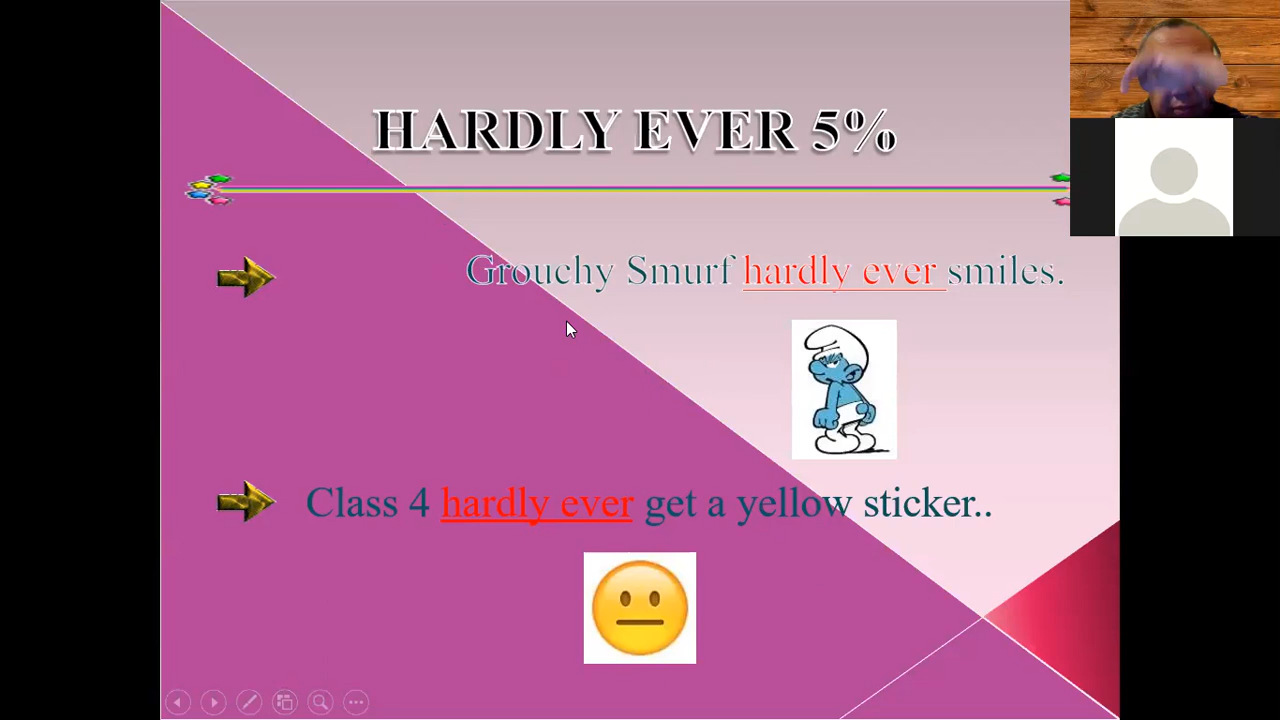 HARDLY EVER 5%
Grouchy Smurf hardly ever smiles.
Class 4 hardly ever get a yellow sticker..